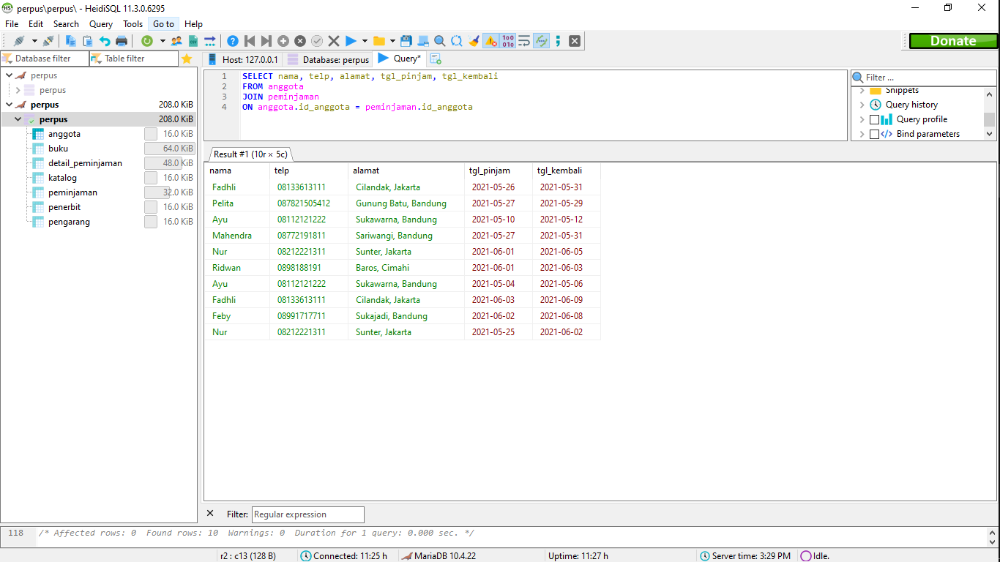 HS perpus\perpus\ - HeidiSQL 11.3.0.6295
File Edit Search Query Tools Go to Help
Donate
Database filter Table filter Host: 127.0.0.1 Database: perpus Query*
perpus
perpus
perpus 208.0 KiB
perpus 208.0 KiB
anggota 16.0 KiB
buku 64.0 KiB
detail_peminjaman 48.0 KiB
katalog 16.0 KiB
peminjaman 32.0 KiB
penerbit 16.0 KiB
pengarang 16.0 KiB
1 SELECT nama, telp, alamat, tgl_pinjam, tgl_kembali
2 FROM anggota
3 JOIN peminjaman
4 ON anggota.id_anggota = peminjaman.id_anggota
Filter ...
Snippets
Query history
Query profile
Bind parameters
Result #1 (10r × 5c)
nama telp alamat tgl_pinjam tgl_kembali
Fadhli 08133613111 Cilandak, Jakarta 2021-05-26 2021-05-31
Pelita 087821505412 Gunung Batu, Bandung 2021-05-27 2021-05-29
Ayu 08112121222 Sukawarna, Bandung 2021-05-10 2021-05-12
Mahendra 08772191811 Sariwangi, Bandung 2021-05-27 2021-05-31
Nur 08212221311 Sunter, Jakarta 2021-06-01 2021-06-05
Ridwan 0898188191 Baros, Cimahi 2021-06-01 2021-06-03
Ayu 08112121222 Sukawarna, Bandung 2021-05-04 2021-05-06
Fadhli 08133613111 Cilandak, Jakarta 2021-06-03 2021-06-09
Feby 08991717711 Sukajadi, Bandung 2021-06-02 2021-06-08
Nur 08212221311 Sunter, Jakarta 2021-05-25 2021-06-02
Filter: Regular expression
118 /* Affected rows: 0 Found rows: 10 Warnings: 0 Duration for 1 query: 0.000 sec. */
r2 : c13 (128 B) Connected: 11:25 h MariaDB 10.4.22 Uptime: 11:27 h Server time: 3:29 PM Idle.